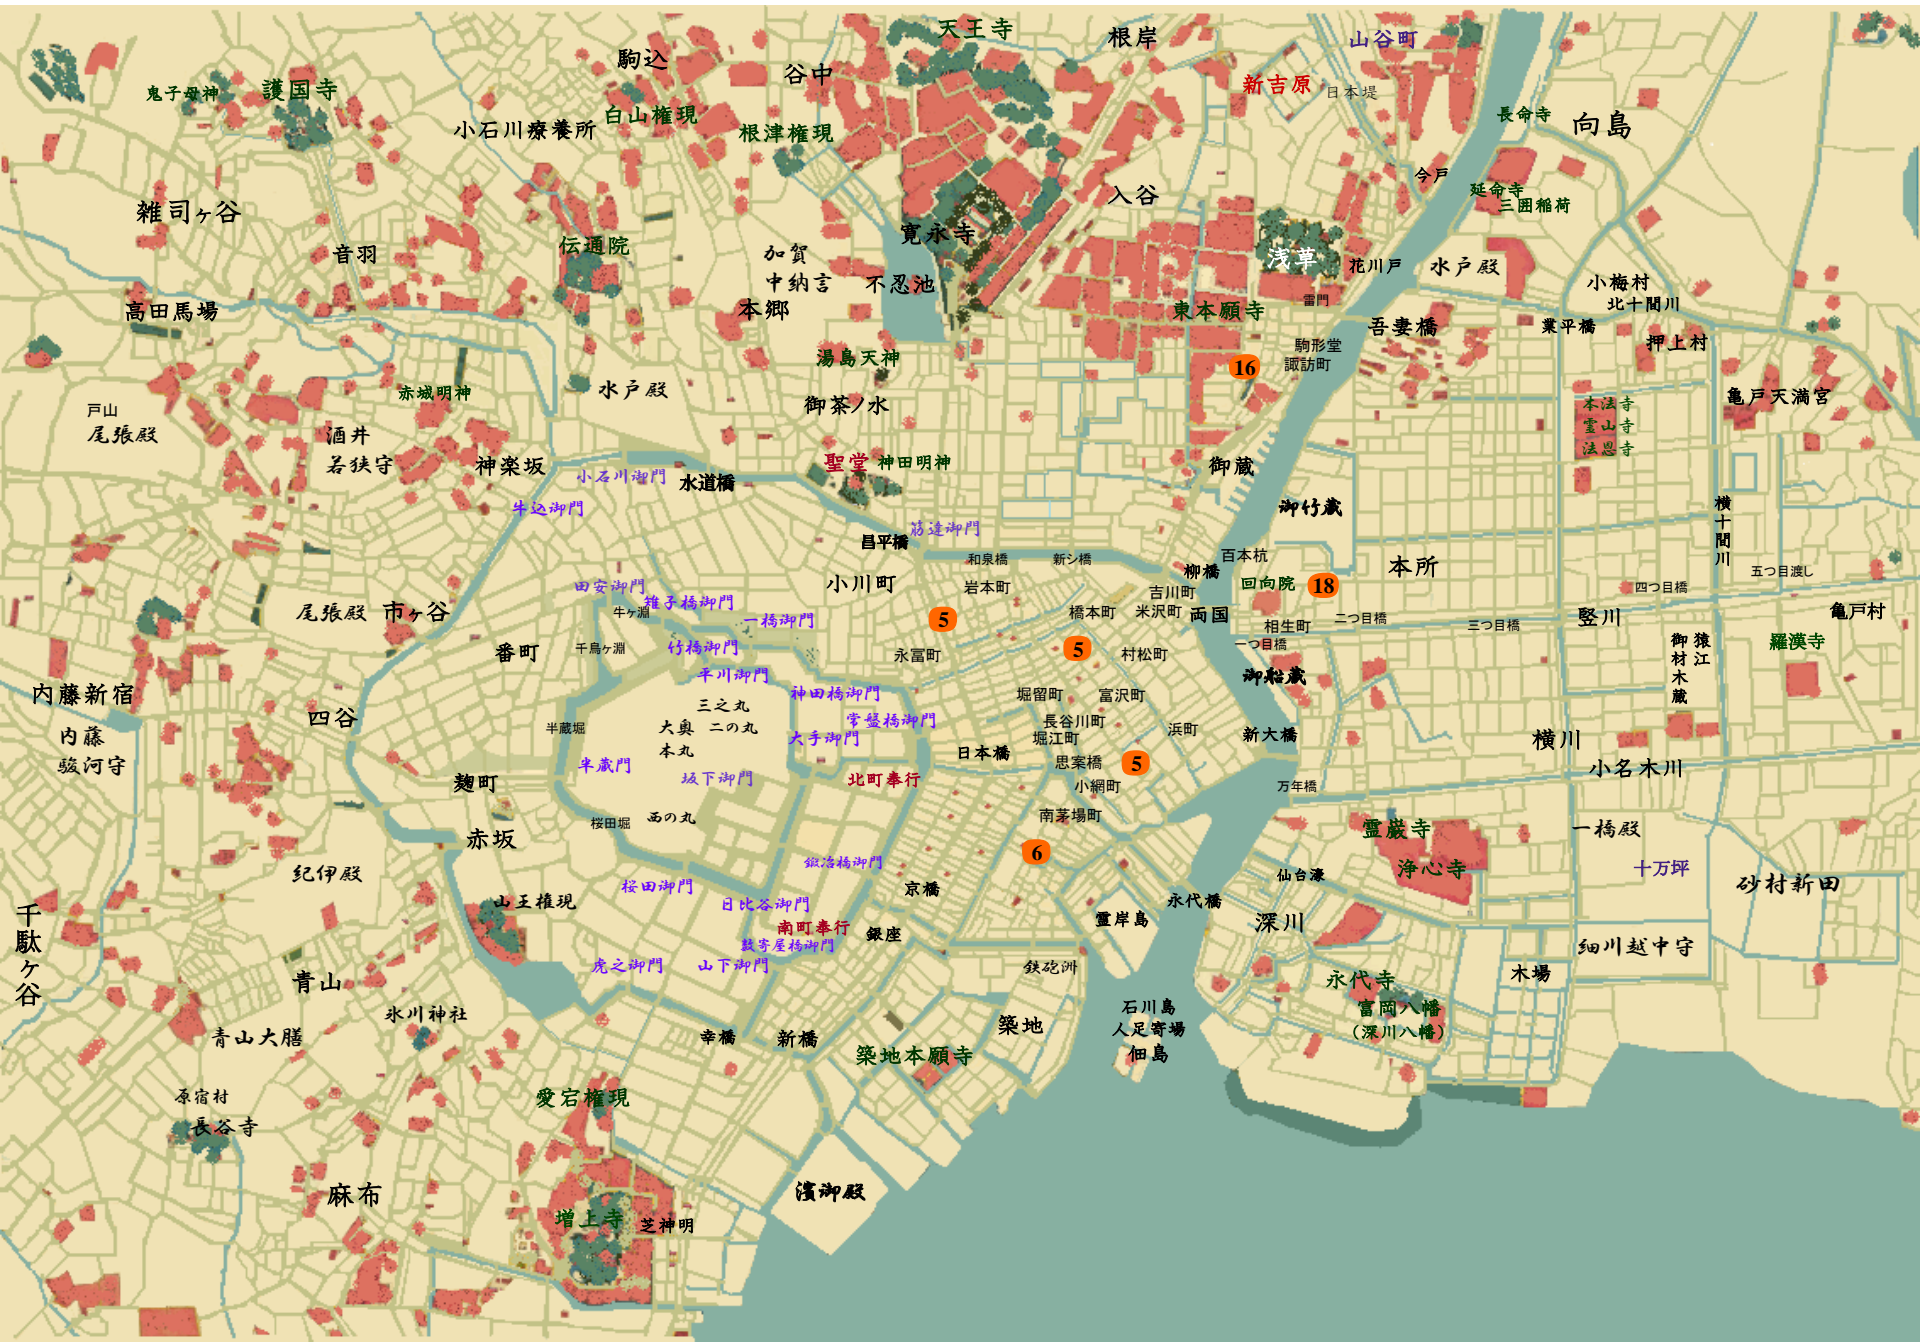 天王寺
根岸
山谷町
駒込
谷中
新吉原
日本堤
鬼子母神
護国寺
白山権現
小石川療養所
根津権現
長命寺
向島
今戸
延命寺
三囲稲荷
入谷
雑司ヶ谷
音羽
伝通院
寛永寺
加賀
中納言
不忍池
浅草
花川戸
水戸殿
小梅村
北十間川
高田馬場
本郷
東本願寺
雷門
吾妻橋
業平橋
押上村
湯島天神
駒形堂
諏訪町
16
赤城明神
水戸殿
御茶ノ水
亀戸天満宮
戸山
尾張殿
酒井
若狭守
本法寺
霊山寺
法恩寺
神楽坂
小石川御門
水道橋
聖堂
神田明神
御蔵
牛込御門
御竹蔵
横十間川
筋違御門
昌平橋
和泉橋
新シ橋
百本杭
柳橋
本所
五つ目渡し
田安御門
小川町
岩本町
吉川町
回向院
18
四つ目橋
尾張殿
市ヶ谷
牛ヶ淵
雉子橋御門
一橋御門
5
橋本町
米沢町
両国
相生町
二つ目橋
三つ目橋
竪川
亀戸村
番町
千鳥ヶ淵
竹橋御門
永冨町
5
村松町
一つ目橋
猿江
御材木蔵
羅漢寺
平川御門
御船蔵
内藤新宿
神田橋御門
堀留町
富沢町
四谷
三之丸
大奥
二の丸
本丸
常盤橋御門
大手御門
長谷川町
堀江町
浜町
新大橋
横川
半蔵堀
内藤
駿河守
日本橋
思案橋
5
半蔵門
坂下御門
北町奉行
小名木川
麹町
小網町
万年橋
桜田堀
西の丸
南茅場町
霊巌寺
一橋殿
赤坂
6
鍛冶橋御門
浄心寺
十万坪
紀伊殿
仙台濠
砂村新田
桜田御門
京橋
山王権現
日比谷御門
永代橋
千駄ヶ谷
霊岸島
深川
南町奉行
銀座
数寄屋橋御門
細川越中守
虎之御門
山下御門
鉄砲洲
木場
青山
永代寺
氷川神社
石川島
人足寄場
佃島
富岡八幡
(深川八幡)
築地
青山大膳
幸橋
新橋
築地本願寺
原宿村
愛宕権現
長谷寺
麻布
濱御殿
増上寺
芝神明